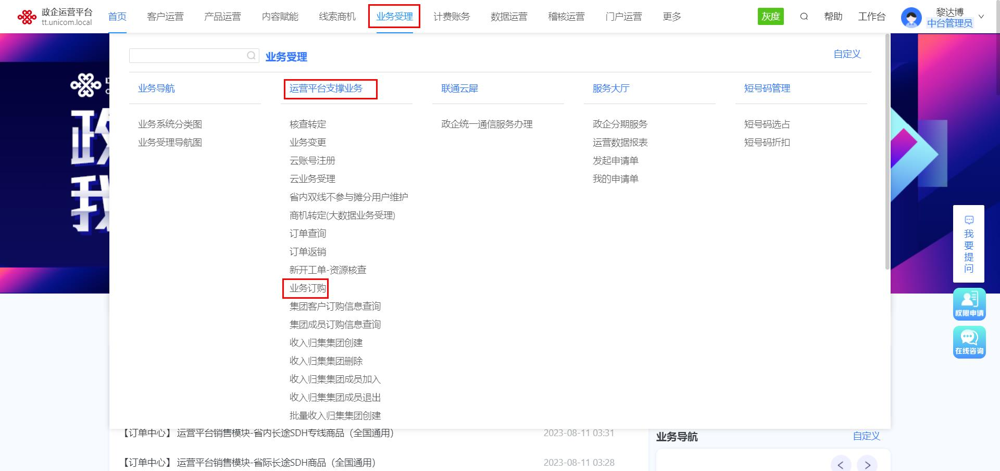 政企运营平台
tt.unicom.local
首页 客户运营 产品运营 内容赋能 线索商机 业务受理 计费账务 数据运营 稽核运营 门户运营 更多
灰度 帮助 工作台 黎达博
中台管理员
业务受理 自定义
业务导航
业务系统分类图
业务受理导航图
运营平台支撑业务
核查转定
业务变更
云账号注册
云业务受理
省内双线不参与摊分用户维护
商机转定(大数据业务受理)
订单查询
订单返销
新开工单-资源核查
业务订购
集团客户订购信息查询
集团成员订购信息查询
收入归集集团创建
收入归集集团删除
收入归集集团成员加入
收入归集集团成员退出
批量收入归集集团创建
联通云犀
政企统一通信服务办理
服务大厅
政企分期服务
运营数据报表
发起申请单
我的申请单
短号码管理
短号码选占
短号码折扣
政
我
我要提问
权限申请
在线咨询
【订单中心】 运营平台销售模块-省内长途SDH专线商品（全国通用） 2023-08-11 03:31
【订单中心】 运营平台销售模块-省际长途SDH商品（全国通用） 2023-08-11 03:28
业务导航 自定义